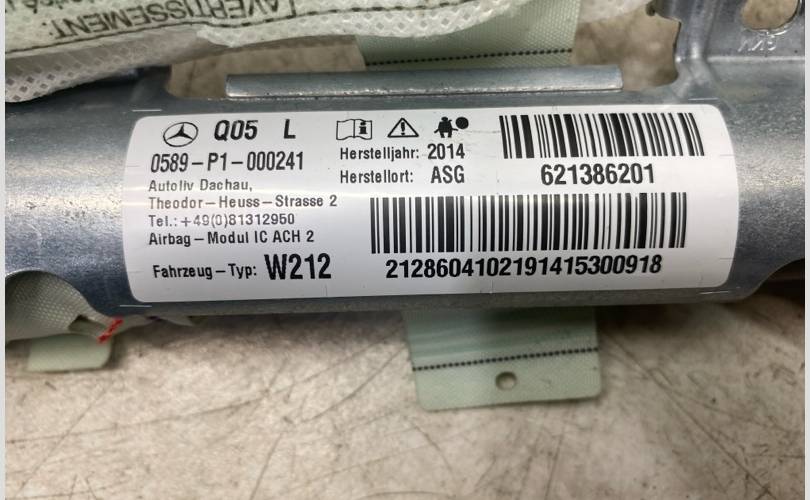 AVERTISSEMENT:
Q05 L
0589-P1-000241
Autoliv Dachau,
Theodor-Heuss-Strasse 2
Tel.:+49(0)81312950
Airbag-Modul IC ACH 2
Fahrzeug-Typ: W212
Herstelljahr: 2014
Herstellort: ASG
621386201
2128604102191415300918